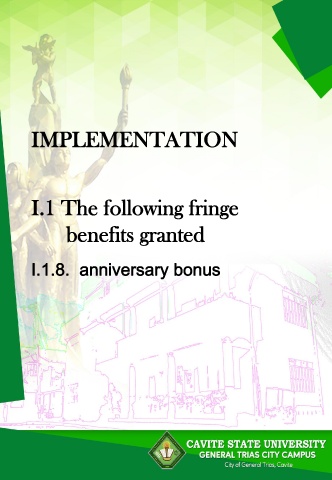 IMPLEMENTATION
I.1 The following fringe
benefits granted
I.1.8. anniversary bonus
CAVITE STATE UNIVERSITY
GENERAL TRIAS CITY CAMPUS
City of General Trias, Cavite